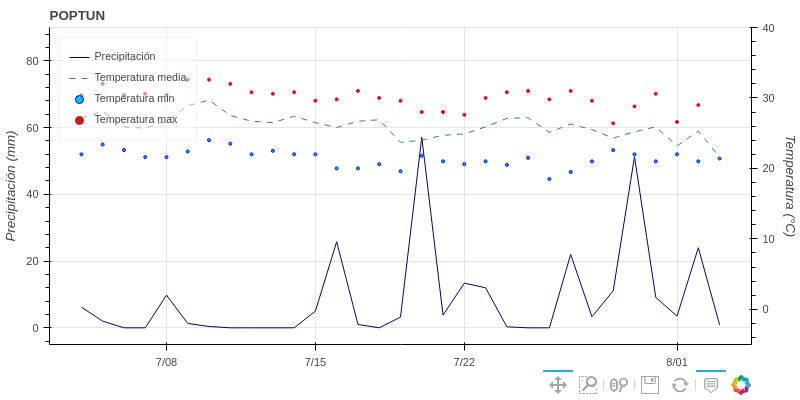 POPTUN
Precipitación
Temperatura media
Temperatura min
Temperatura max
Precipitación (mm)
80
60
40
20
0
40
30
20
10
0
Temperatura (°C)
7/08
7/15
7/22
8/01